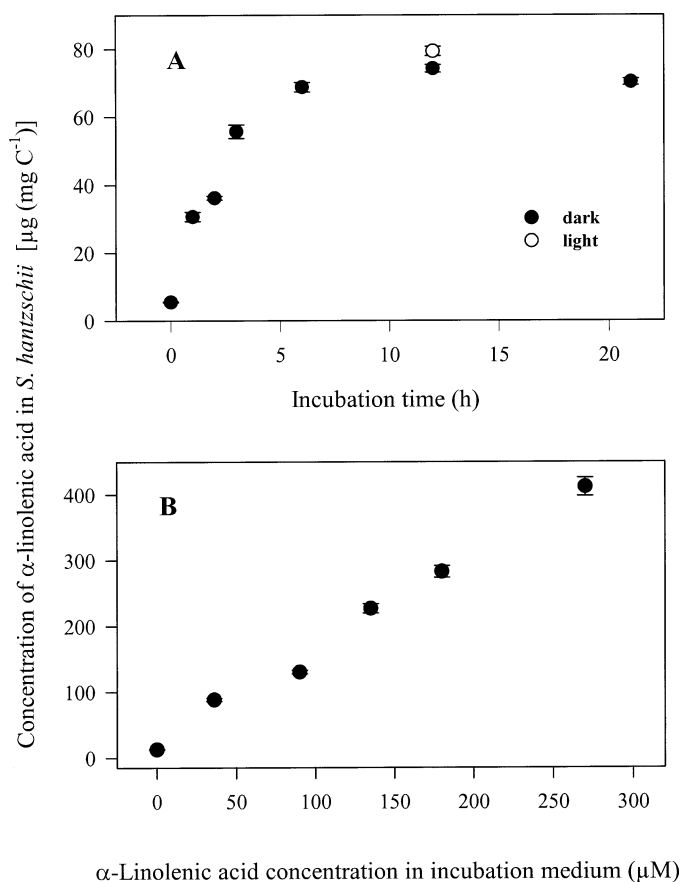 Concentration of α-linolenic acid in S. hantzschii [µg (mg C⁻¹)]
A
80
60
40
20
0
dark
light
0 5 10 15 20
Incubation time (h)
B
400
300
200
100
0
0 50 100 150 200 250 300
α-Linolenic acid concentration in incubation medium (µM)